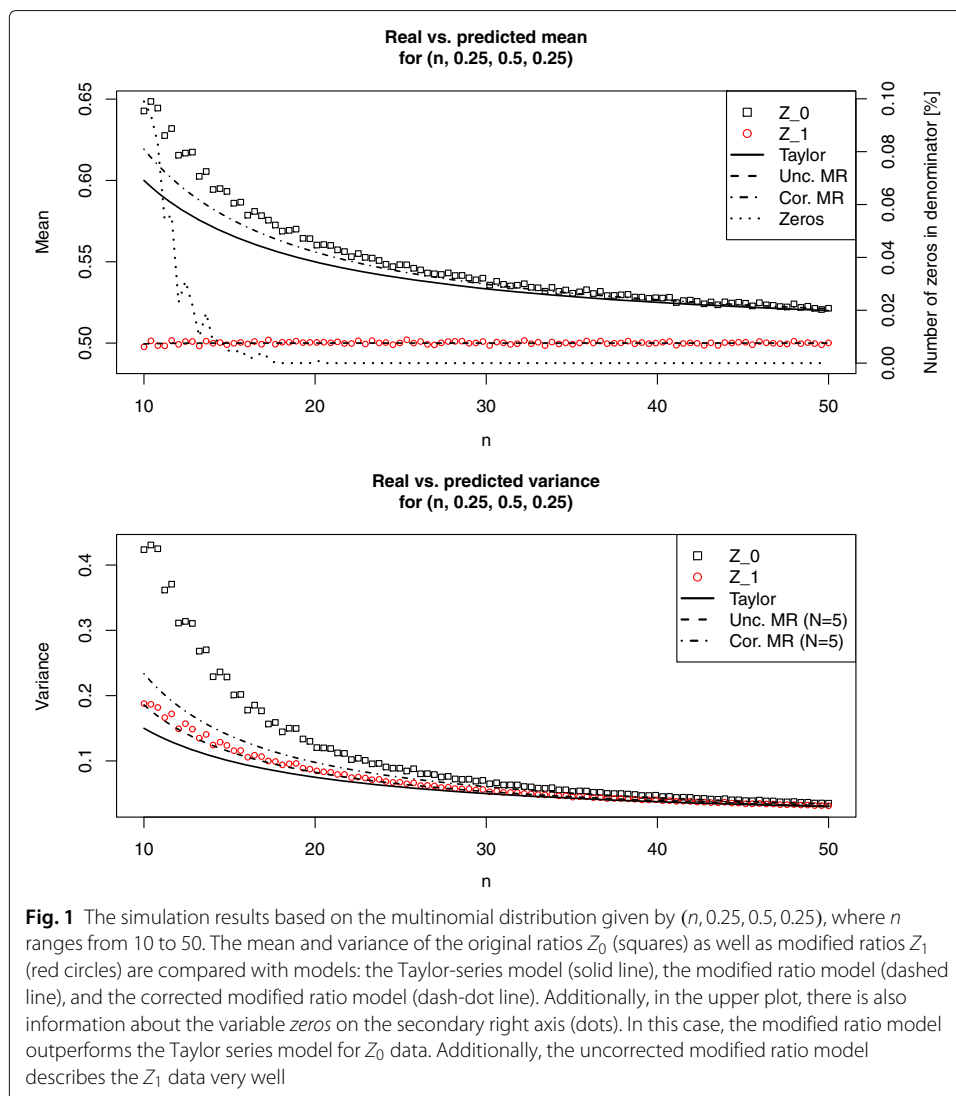 Real vs. predicted mean
for (n, 0.25, 0.5, 0.25)
0.65
0.60
0.55
0.50
Mean
Z_0
Z_1
Taylor
Unc. MR
Cor. MR
Zeros
0.10
0.08
0.06
0.04
0.02
0.00
Number of zeros in denominator [%]
10 20 30 40 50
n
Real vs. predicted variance
for (n, 0.25, 0.5, 0.25)
0.4
0.3
0.2
0.1
Variance
Z_0
Z_1
Taylor
Unc. MR (N=5)
Cor. MR (N=5)
10 20 30 40 50
n
Fig. 1 The simulation results based on the multinomial distribution given by (n, 0.25, 0.5, 0.25), where n
ranges from 10 to 50. The mean and variance of the original ratios Z₀ (squares) as well as modified ratios Z₁
(red circles) are compared with models: the Taylor-series model (solid line), the modified ratio model (dashed
line), and the corrected modified ratio model (dash-dot line). Additionally, in the upper plot, there is also
information about the variable zeros on the secondary right axis (dots). In this case, the modified ratio model
outperforms the Taylor series model for Z₀ data. Additionally, the uncorrected modified ratio model
describes the Z₁ data very well